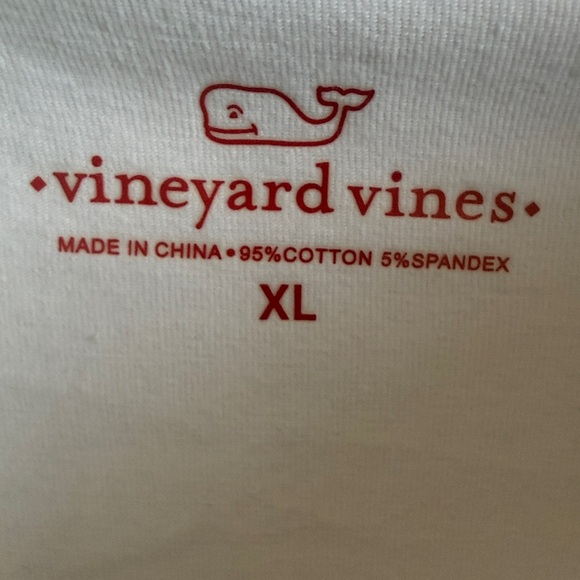 •vineyard vines•
MADE IN CHINA•95%COTTON 5%SPANDEX
XL